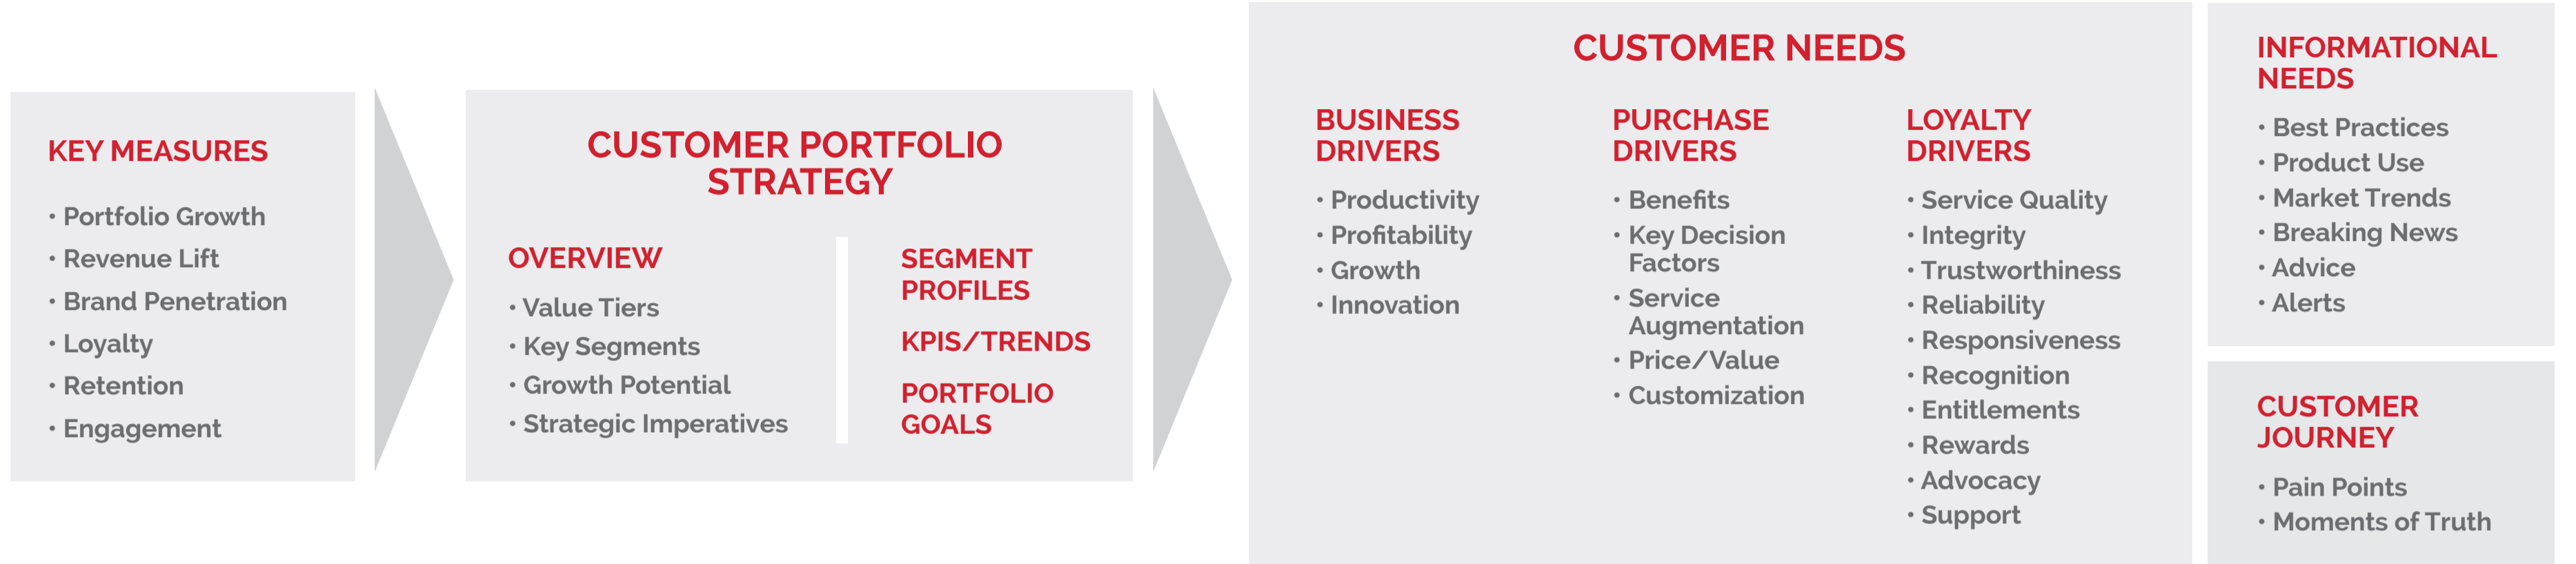 KEY MEASURES
• Portfolio Growth
• Revenue Lift
• Brand Penetration
• Loyalty
• Retention
• Engagement
CUSTOMER PORTFOLIO
STRATEGY
OVERVIEW
• Value Tiers
• Key Segments
• Growth Potential
• Strategic Imperatives
SEGMENT
PROFILES
KPIS/TRENDS
PORTFOLIO
GOALS
CUSTOMER NEEDS
BUSINESS
DRIVERS
• Productivity
• Profitability
• Growth
• Innovation
PURCHASE
DRIVERS
• Benefits
• Key Decision
Factors
• Service
Augmentation
• Price/Value
• Customization
LOYALTY
DRIVERS
• Service Quality
• Integrity
• Trustworthiness
• Reliability
• Responsiveness
• Recognition
• Entitlements
• Rewards
• Advocacy
• Support
INFORMATIONAL
NEEDS
• Best Practices
• Product Use
• Market Trends
• Breaking News
• Advice
• Alerts
CUSTOMER
JOURNEY
• Pain Points
• Moments of Truth